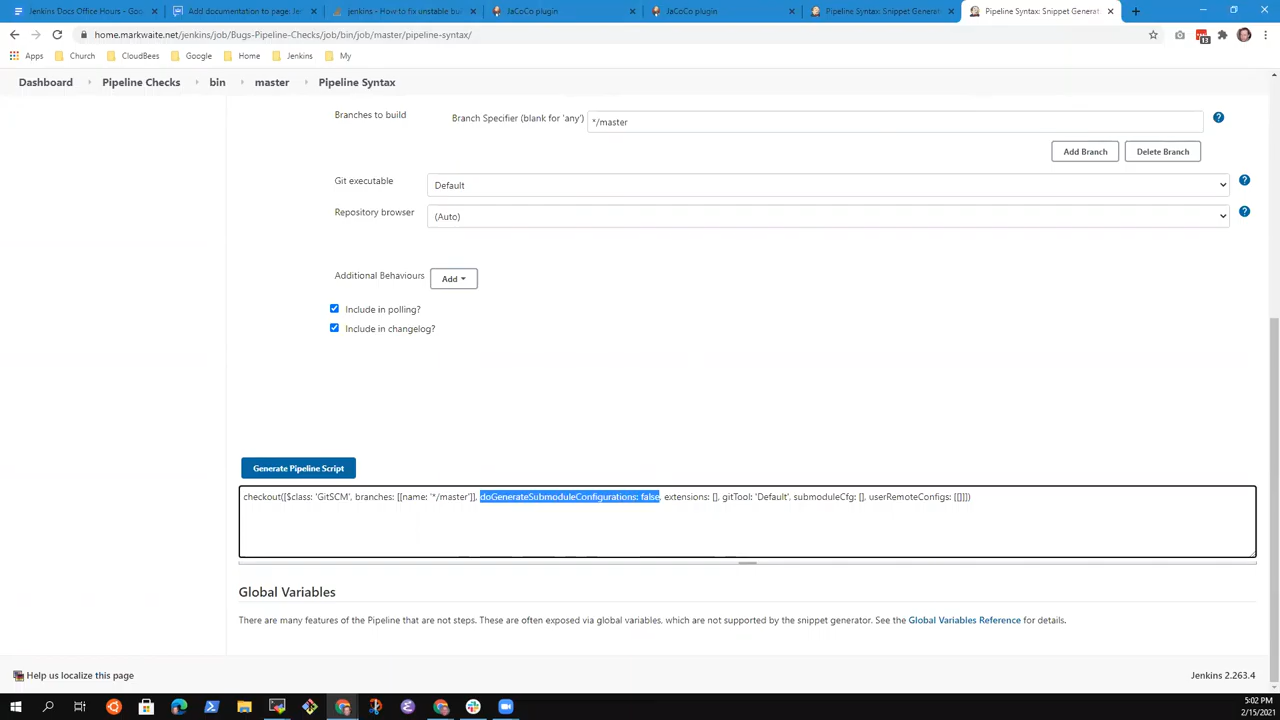 Jenkins Docs Office Hours - Goo
Add documentation to page: Jen
jenkins - How to fix unstable bui
JaCoCo plugin
JaCoCo plugin
Pipeline Syntax: Snippet Generat
Pipeline Syntax: Snippet Generat
home.markwaite.net/jenkins/job/Bugs-Pipeline-Checks/job/bin/job/master/pipeline-syntax/
13
Apps Church CloudBees Google Home Jenkins My
Dashboard Pipeline Checks bin master Pipeline Syntax
Branches to build
Branch Specifier (blank for 'any')
*/master
?
Add Branch
Delete Branch
Git executable
Default
?
Repository browser
(Auto)
?
Additional Behaviours
Add
Include in polling?
Include in changelog?
Generate Pipeline Script
checkout([$class: 'GitSCM', branches: [[name: '*/master']], doGenerateSubmoduleConfigurations: false, extensions: [], gitTool: 'Default', submoduleCfg: [], userRemoteConfigs: [[]]])
Global Variables
There are many features of the Pipeline that are not steps. These are often exposed via global variables, which are not supported by the snippet generator. See the Global Variables Reference for details.
Help us localize this page
Jenkins 2.263.4
5:02 PM
2/15/2021